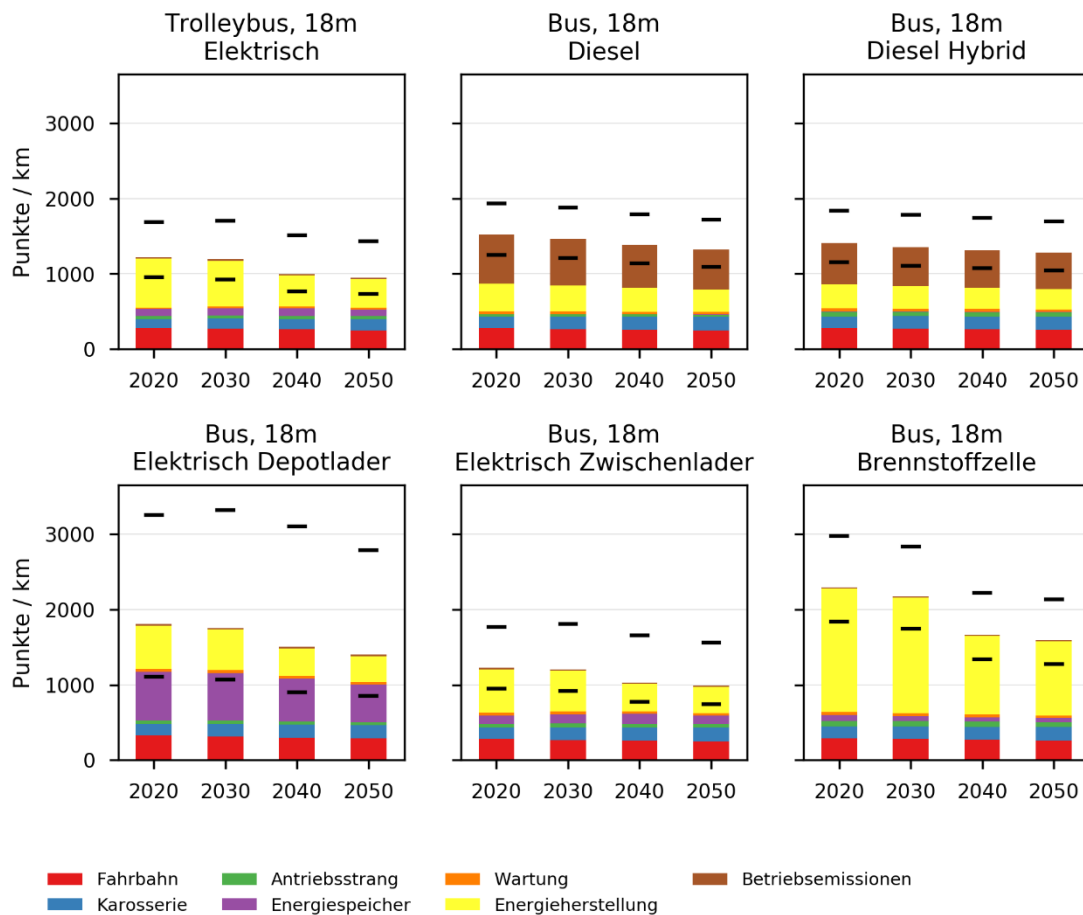 Trolleybus, 18m
Elektrisch
Bus, 18m
Diesel
Bus, 18m
Diesel Hybrid
Punkte / km
3000
2000
1000
0
2020 2030 2040 2050
2020 2030 2040 2050
2020 2030 2040 2050
Bus, 18m
Elektrisch Depotlader
Bus, 18m
Elektrisch Zwischenlader
Bus, 18m
Brennstoffzelle
Punkte / km
3000
2000
1000
0
2020 2030 2040 2050
2020 2030 2040 2050
2020 2030 2040 2050
Fahrbahn
Karosserie
Antriebsstrang
Energiespeicher
Wartung
Energieherstellung
Betriebsemissionen